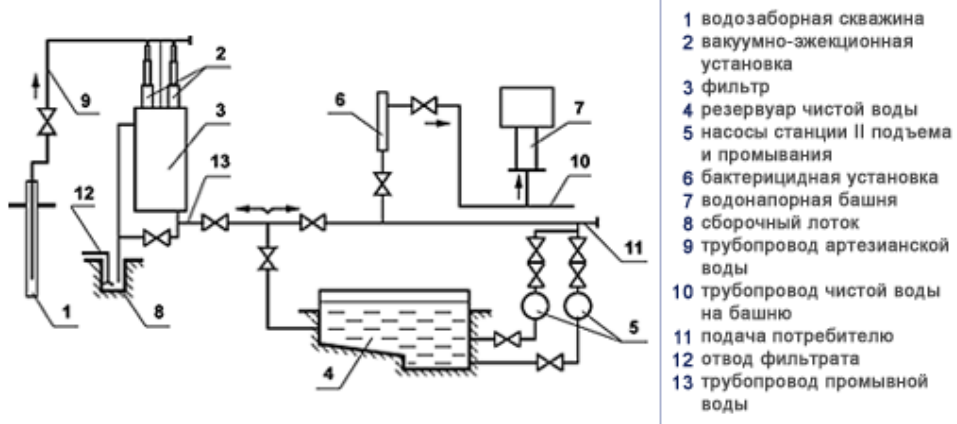 2
9
3
6
7
13
10
12
11
1
8
4
5
1 водозаборная скважина
2 вакуумно-эжекционная
установка
3 фильтр
4 резервуар чистой воды
5 насосы станции II подъема
и промывания
6 бактерицидная установка
7 водонапорная башня
8 сборочный лоток
9 трубопровод артезианской
воды
10 трубопровод чистой воды
на башню
11 подача потребителю
12 отвод фильтрата
13 трубопровод промывной
воды